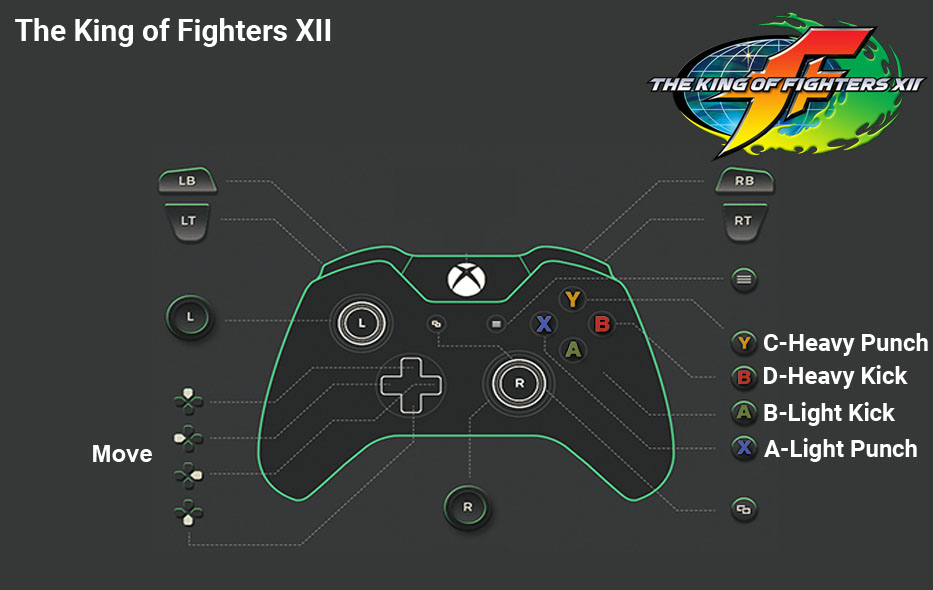 The King of Fighters XII
THE KING OF FIGHTERS XII
LB
RB
LT
RT
L
L
Y
X
B
A
R
Y C-Heavy Punch
B D-Heavy Kick
A B-Light Kick
X A-Light Punch
Move
R